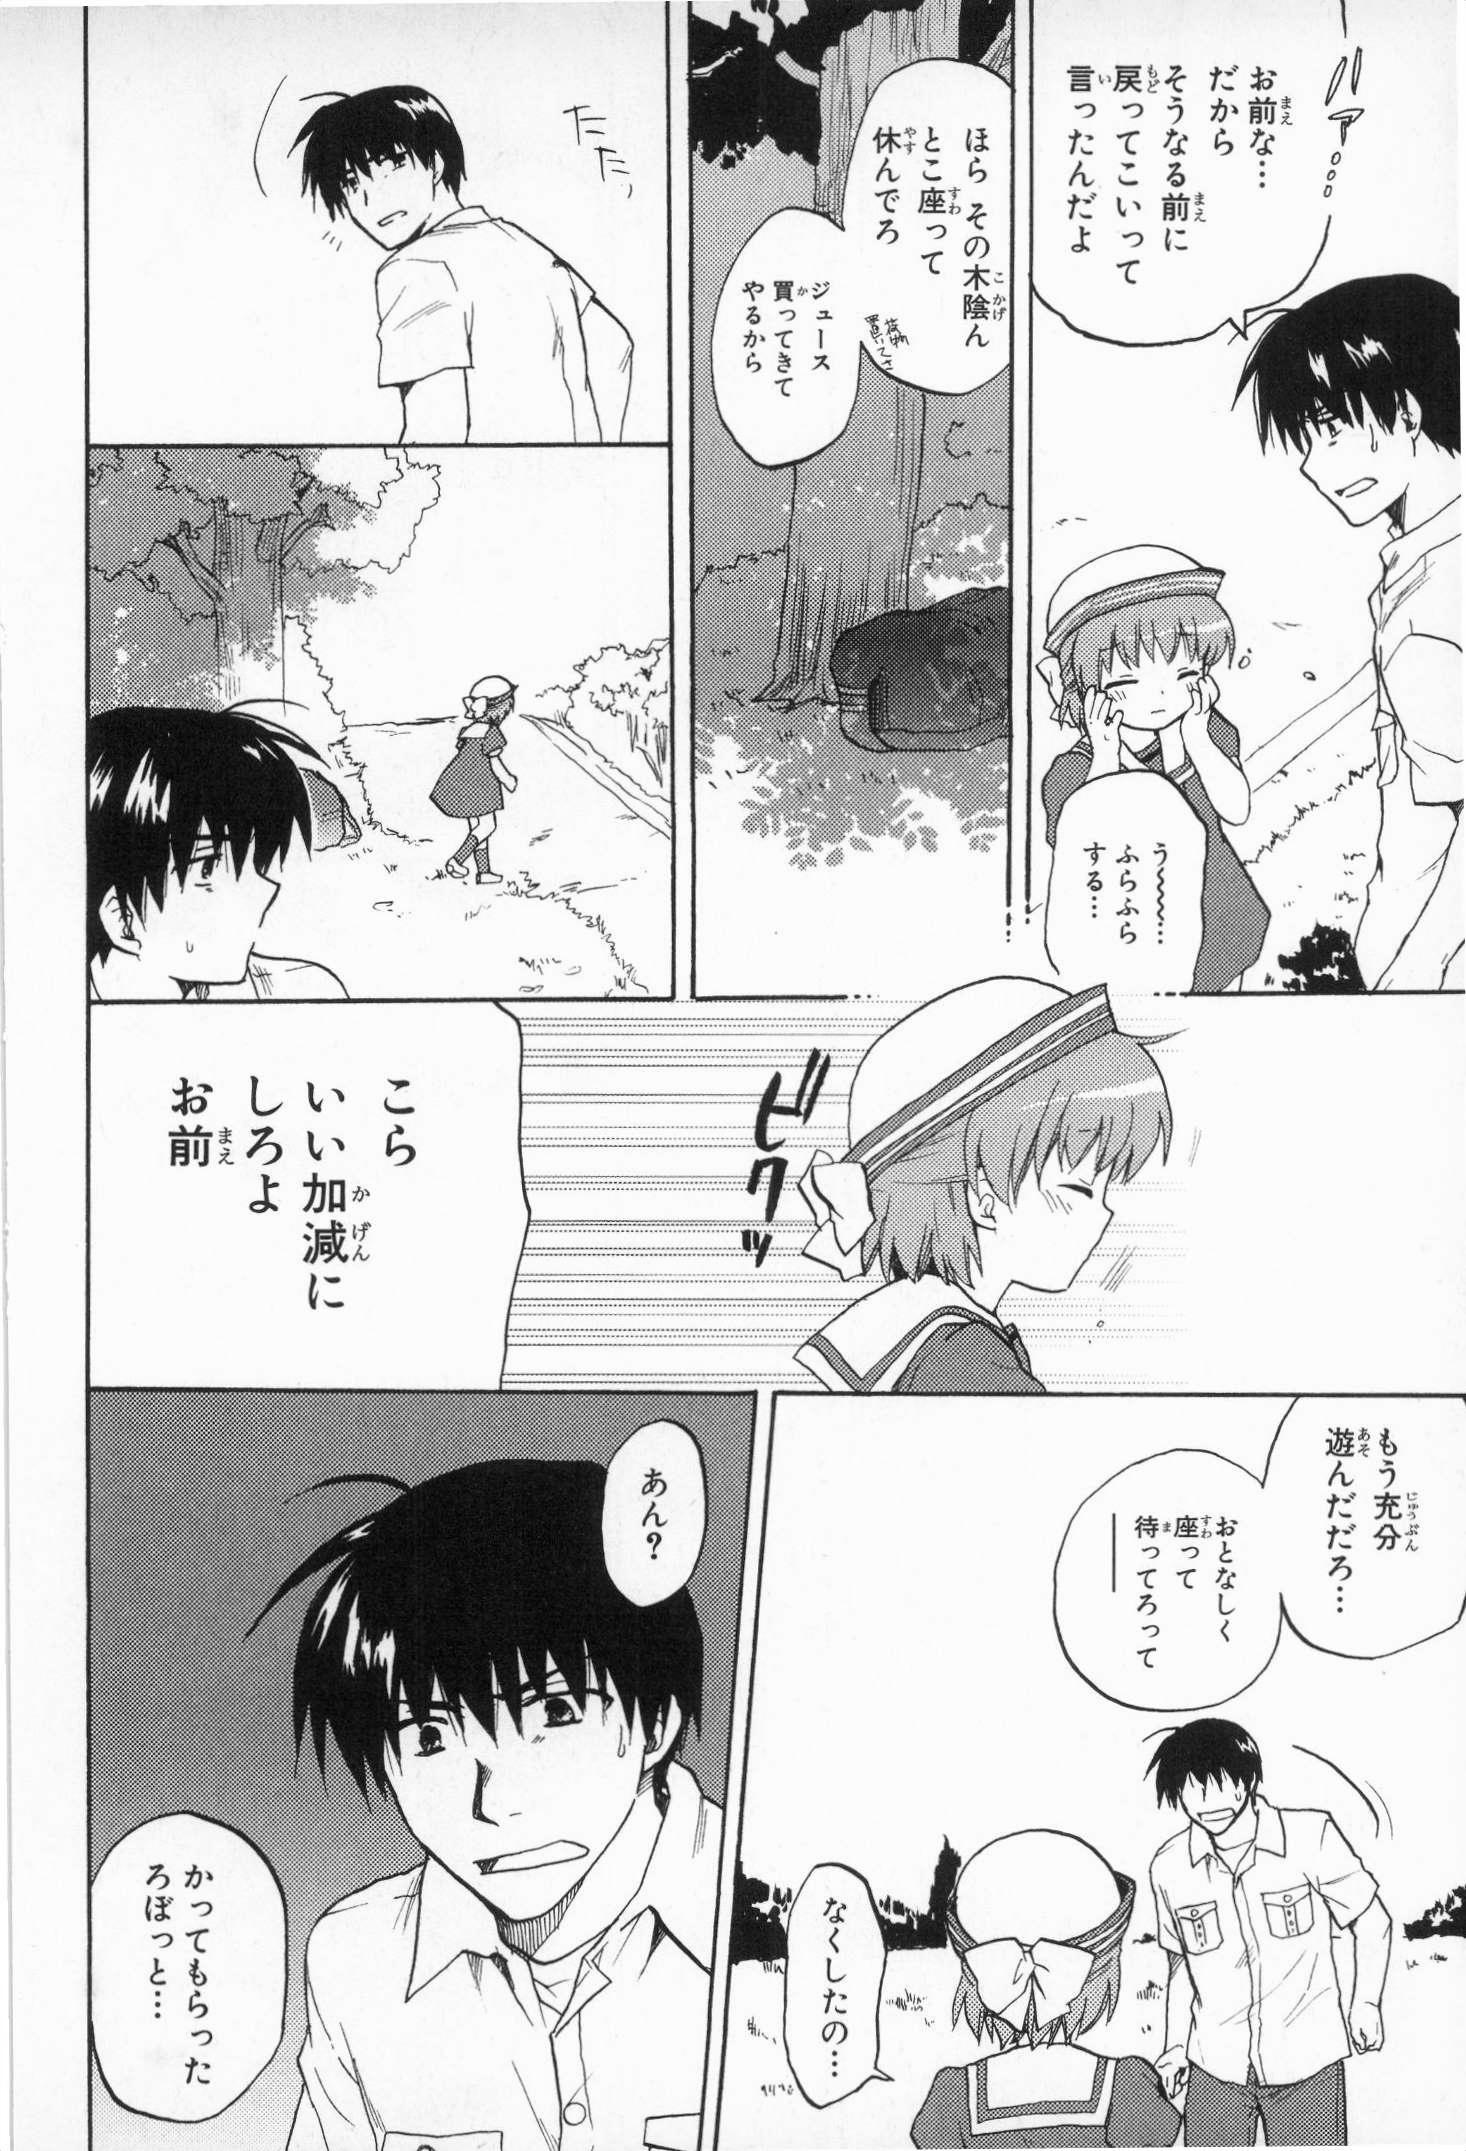 ハァ…。。。
お前な…
だから
そうなる前に
戻ってこいって
言ったんだよ
う〜〜〜…
ふらふら
する…
ほら その木陰ん
とこ座って
休んでろ
荷物
置いてさ
ジュース
買ってきて
やるから
たたっ
ビクッ
こら
いい加減に
しろよ
お前
もう充分
遊んだだろ…
おとなしく
座って
待ってろって
――
なくしたの…
あん?
かってもらった
ろぼっと…